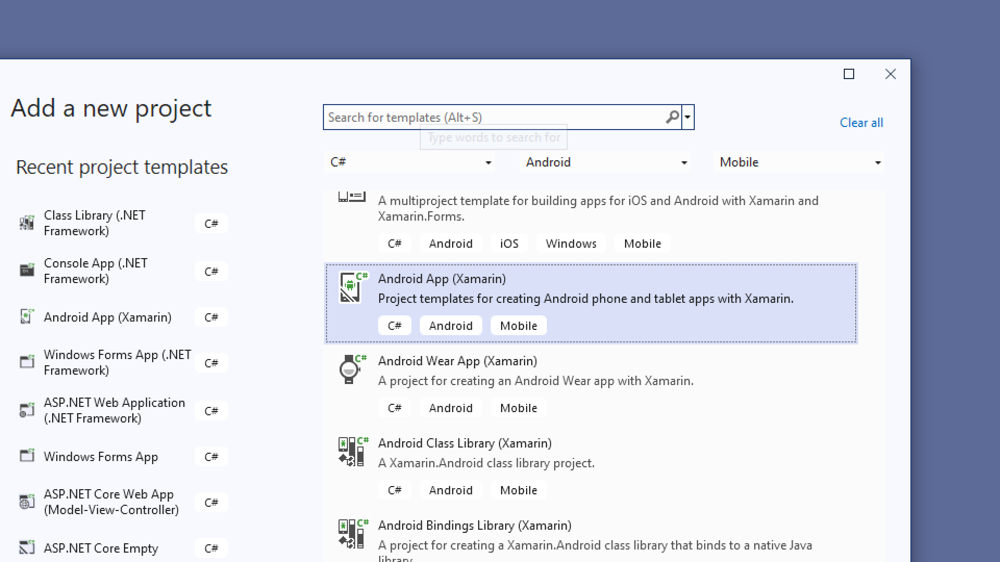 Add a new project
Search for templates (Alt+S)
Clear all
Type words to search for
Recent project templates
C#
Android
Mobile
Class Library (.NET
Framework)
C#
Console App (.NET
Framework)
C#
Android App (Xamarin)
C#
Windows Forms App (.NET
Framework)
C#
ASP.NET Web Application
(.NET Framework)
C#
Windows Forms App
C#
ASP.NET Core Web App
(Model-View-Controller)
C#
ASP.NET Core Empty
C#
A multiproject template for building apps for iOS and Android with Xamarin and
Xamarin.Forms.
C# Android iOS Windows Mobile
Android App (Xamarin)
Project templates for creating Android phone and tablet apps with Xamarin.
C# Android Mobile
Android Wear App (Xamarin)
A project for creating an Android Wear app with Xamarin.
C# Android Mobile
Android Class Library (Xamarin)
A Xamarin.Android class library project.
C# Android Mobile
Android Bindings Library (Xamarin)
A project for creating a Xamarin.Android class library that binds to a native Java
library.